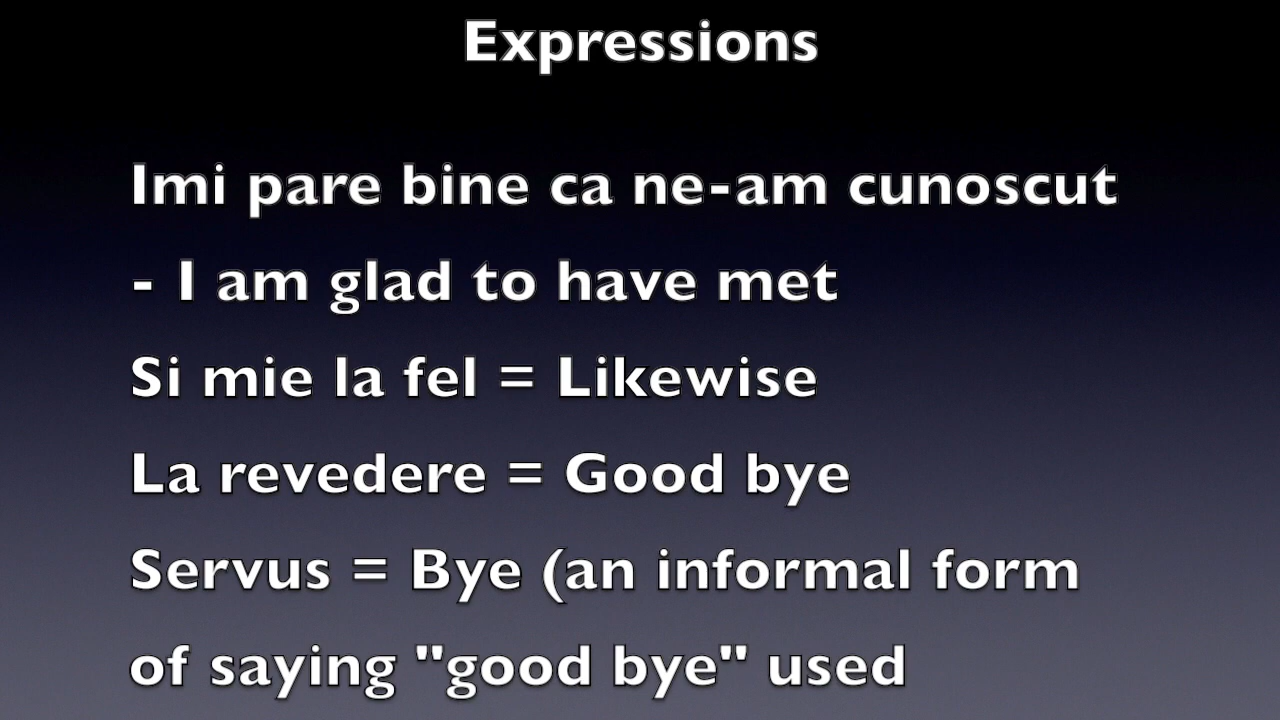 Expressions
Imi pare bine ca ne-am cunoscut
- I am glad to have met
Si mie la fel = Likewise
La revedere = Good bye
Servus = Bye (an informal form
of saying "good bye" used